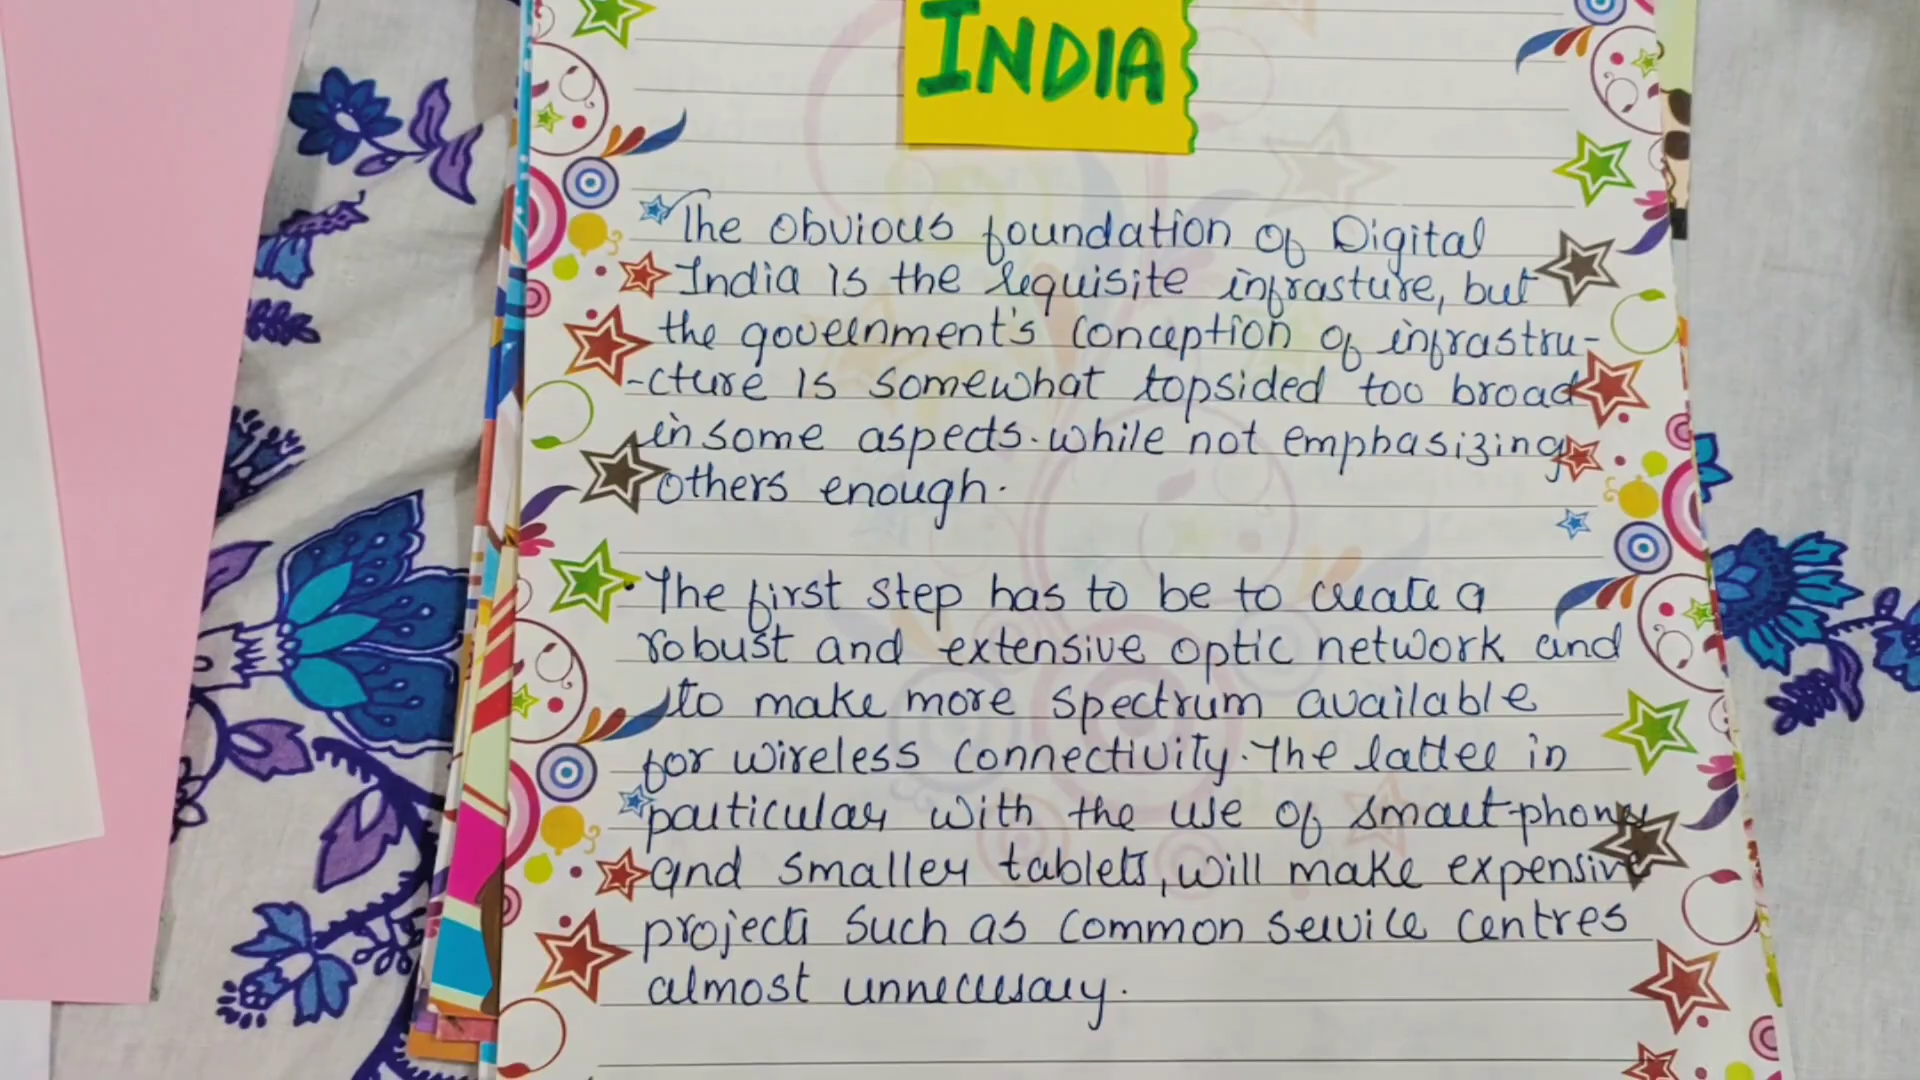 INDIA
The obvious foundation of Digital
India is the requisite infrasture, but
the government's conception of infrastru-
-cture is somewhat topsided too broad
in some aspects. while not emphasizing
others enough.
• The first step has to be to create a
robust and extensive optic network and
to make more spectrum available
for wireless connectivity. The latter in
particular with the use of smart-phones
and smaller tablets, will make expensive
projects such as common service centres
almost unnecessary.